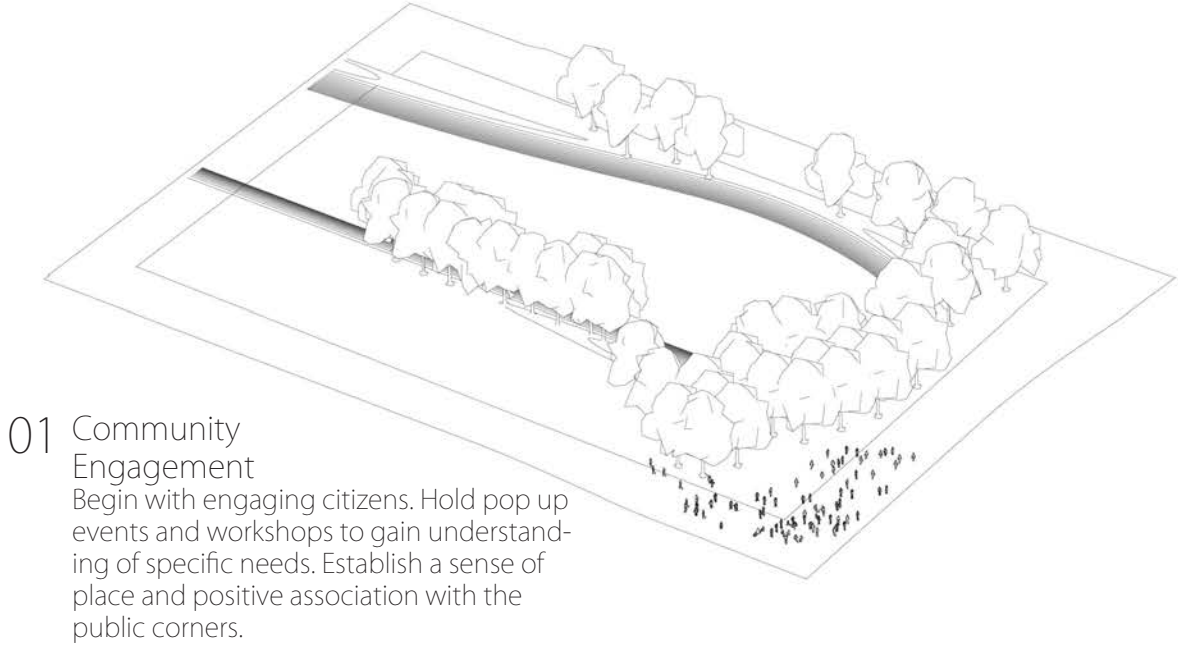 01 Community
Engagement
Begin with engaging citizens. Hold pop up
events and workshops to gain understand-
ing of specific needs. Establish a sense of
place and positive association with the
public corners.